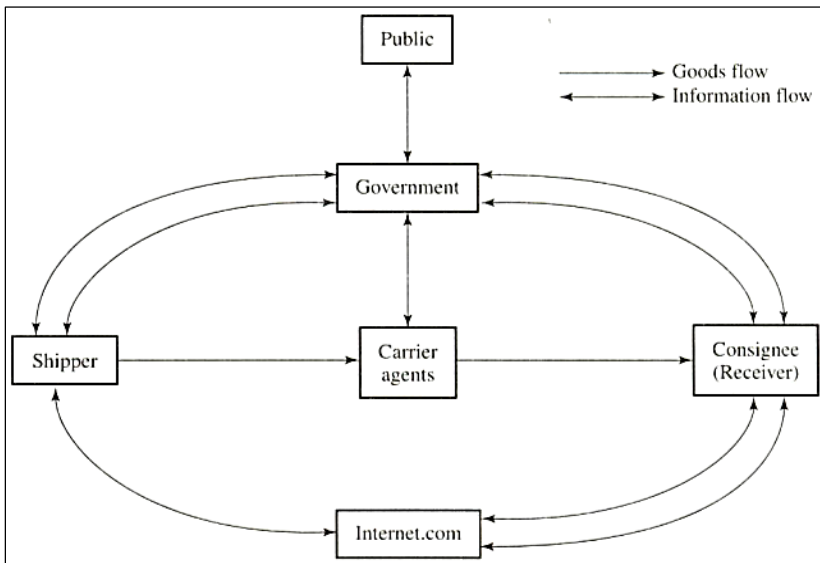 Public
Goods flow
Information flow
Government
Shipper
Carrier
agents
Consignee
(Receiver)
Internet.com